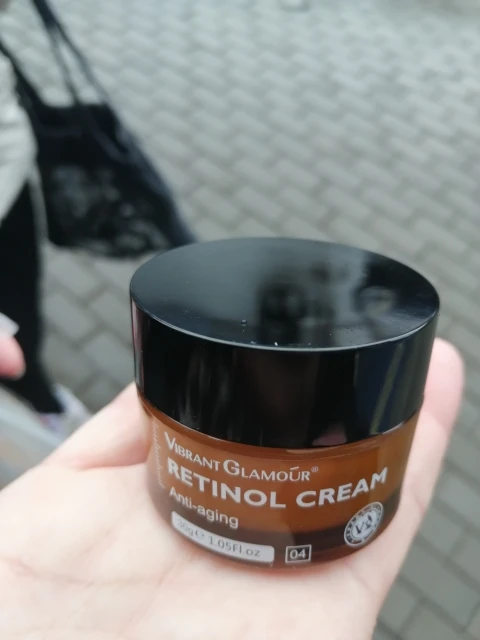 VIBRANT GLAMOUR®
RETINOL CREAM
Anti-aging
30g e 1.05Fl.oz
04